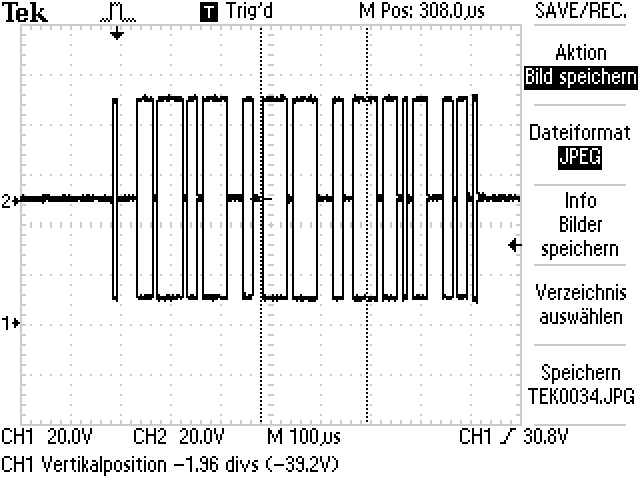 Tek
T Trig'd
M Pos: 308.0µs
SAVE/REC.
Aktion
Bild speichern
Dateiformat
JPEG
Info
Bilder
speichern
Verzeichnis
auswählen
Speichern
TEK0034.JPG
2
1
CH1 20.0V CH2 20.0V M 100µs CH1 30.8V
CH1 Vertikalposition -1.96 divs (-39.2V)